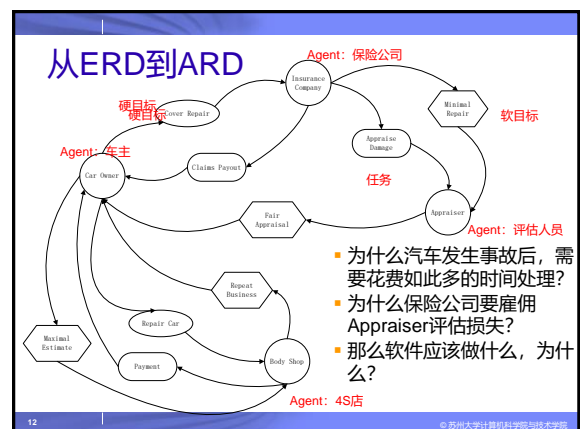 从ERD到ARD
Agent：保险公司
Insurance
Company
硬目标
硬目标
Cover Repair
Minimal
Repair
软目标
Appraise
Damage
Agent：车主
Car Owner
Claims Payout
任务
Fair
Appraisal
Appraiser
Agent：评估人员
为什么汽车发生事故后，需
要花费如此多的时间处理？
为什么保险公司要雇佣
Appraiser评估损失？
那么软件应该做什么，为什
么？
Repeat
Business
Repair Car
Maximal
Estimate
Payment
Body Shop
Agent：4S店
12
© 苏州大学计算机科学院与技术学院